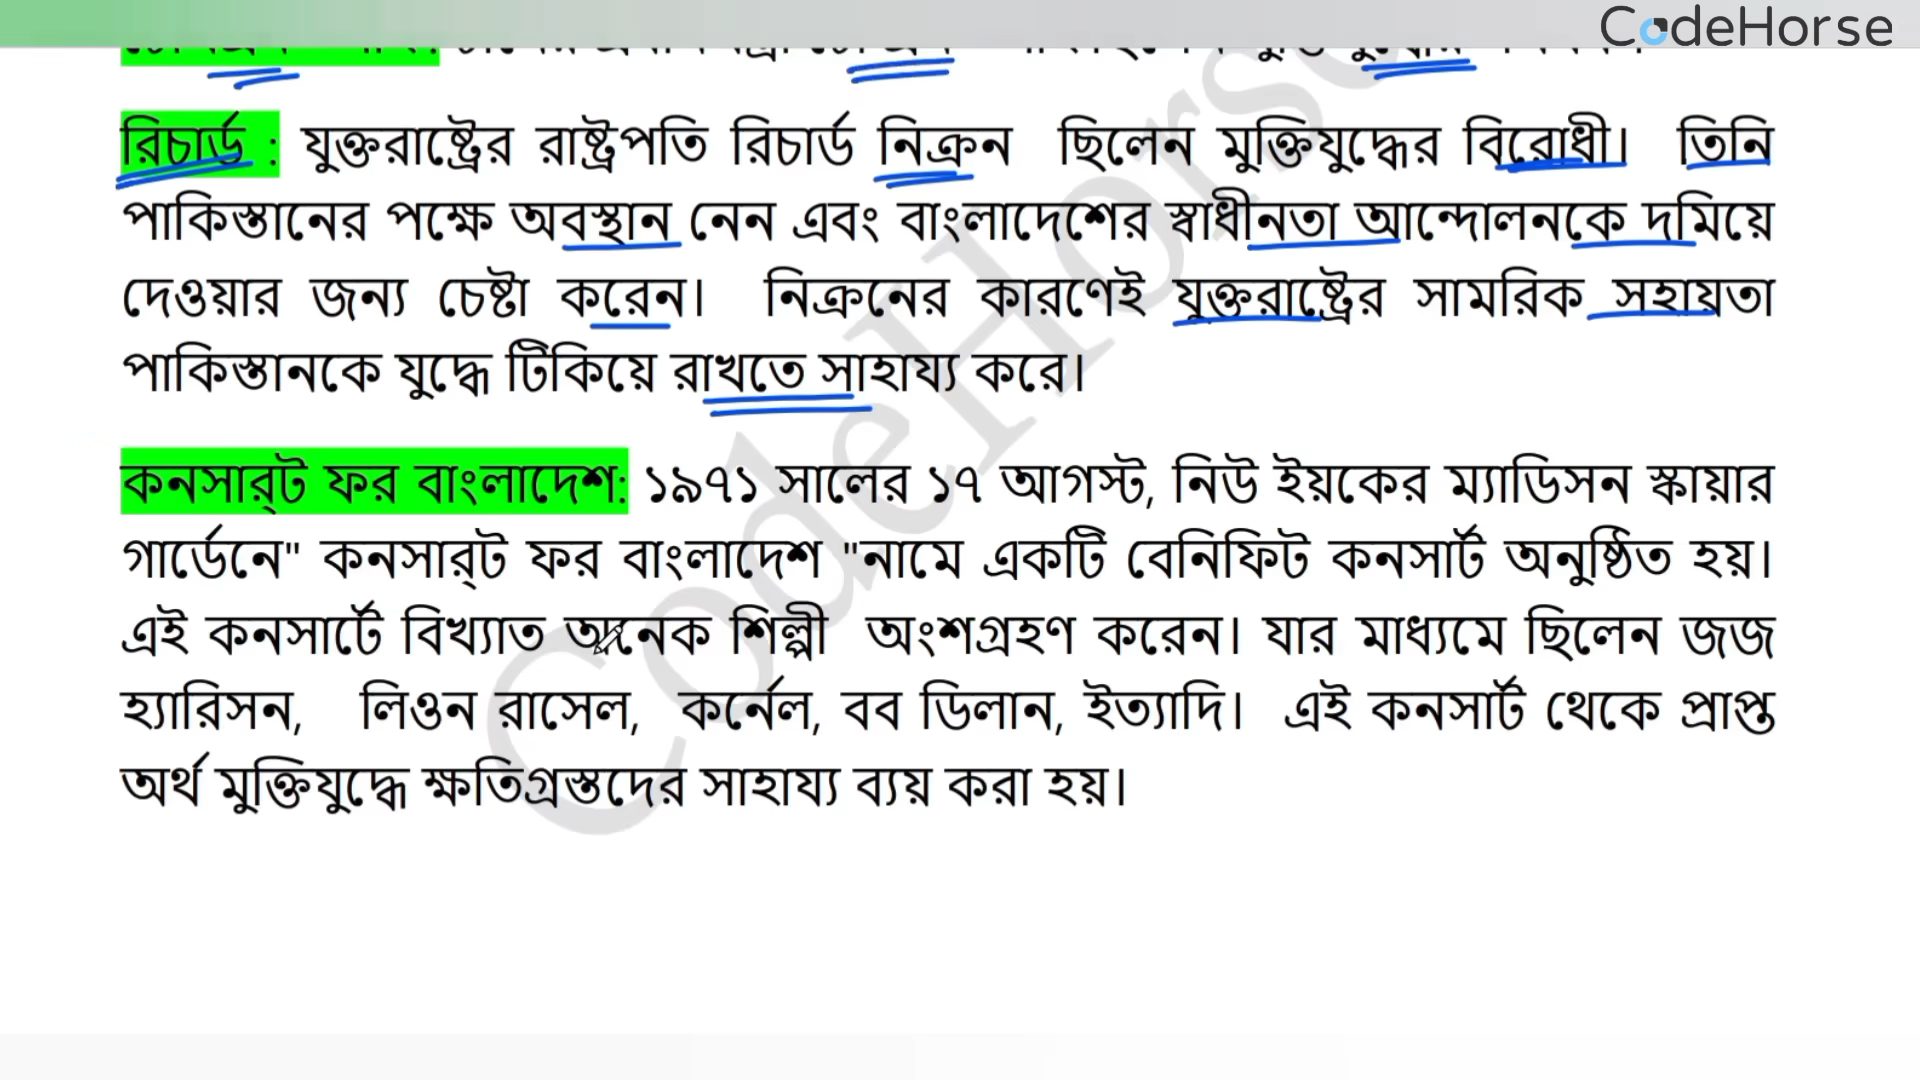 CodeHorse
রিচার্ড : যুক্তরাষ্ট্রের রাষ্ট্রপতি রিচার্ড নিক্রন ছিলেন মুক্তিযুদ্ধের বিরোধী। তিনি
পাকিস্তানের পক্ষে অবস্থান নেন এবং বাংলাদেশের স্বাধীনতা আন্দোলনকে দমিয়ে
দেওয়ার জন্য চেষ্টা করেন। নিক্রনের কারণেই যুক্তরাষ্ট্রের সামরিক সহায়তা
পাকিস্তানকে যুদ্ধে টিকিয়ে রাখতে সাহায্য করে।
কনসার্‌ট ফর বাংলাদেশ: ১৯৭১ সালের ১৭ আগস্ট, নিউ ইয়কের ম্যাডিসন স্কায়ার
গার্ডেনে" কনসার্‌ট ফর বাংলাদেশ "নামে একটি বেনিফিট কনসার্ট অনুষ্ঠিত হয়।
এই কনসার্টে বিখ্যাত অনেক শিল্পী অংশগ্রহণ করেন। যার মাধ্যমে ছিলেন জজ
হ্যারিসন, লিওন রাসেল, কর্নেল, বব ডিলান, ইত্যাদি। এই কনসার্ট থেকে প্রাপ্ত
অর্থ মুক্তিযুদ্ধে ক্ষতিগ্রস্তদের সাহায্য ব্যয় করা হয়।
CodeHorse